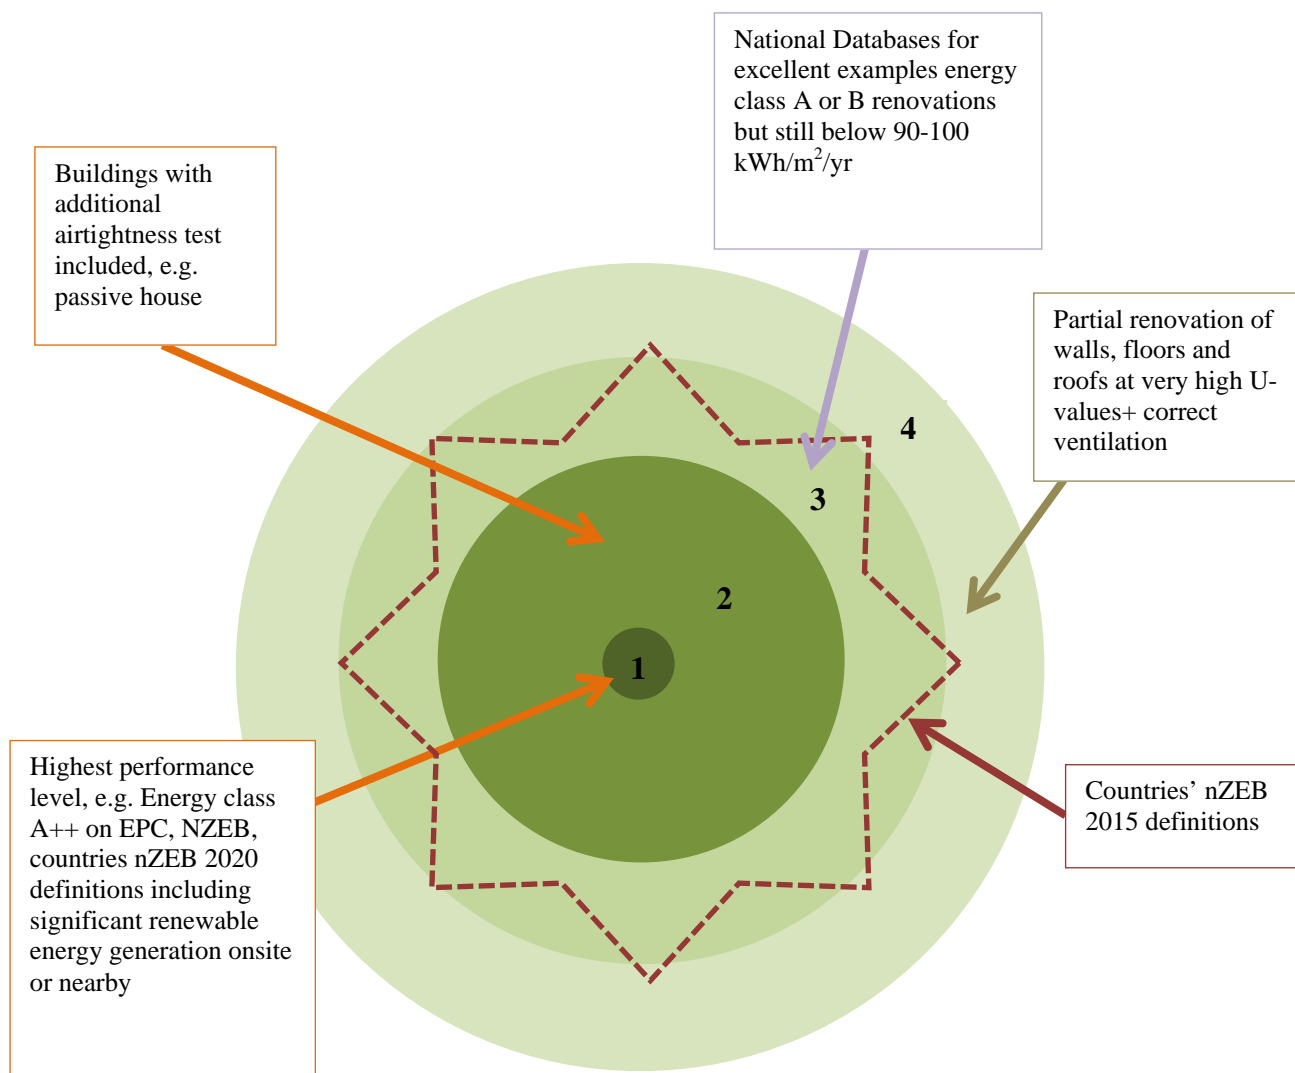 National Databases for
excellent examples energy
class A or B renovations
but still below 90-100
kWh/m²/yr
Buildings with
additional
airtightness test
included, e.g.
passive house
Partial renovation of
walls, floors and
roofs at very high U-
values+ correct
ventilation
4
3
2
1
Highest performance
level, e.g. Energy class
A++ on EPC, NZEB,
countries nZEB 2020
definitions including
significant renewable
energy generation onsite
or nearby
Countries’ nZEB
2015 definitions